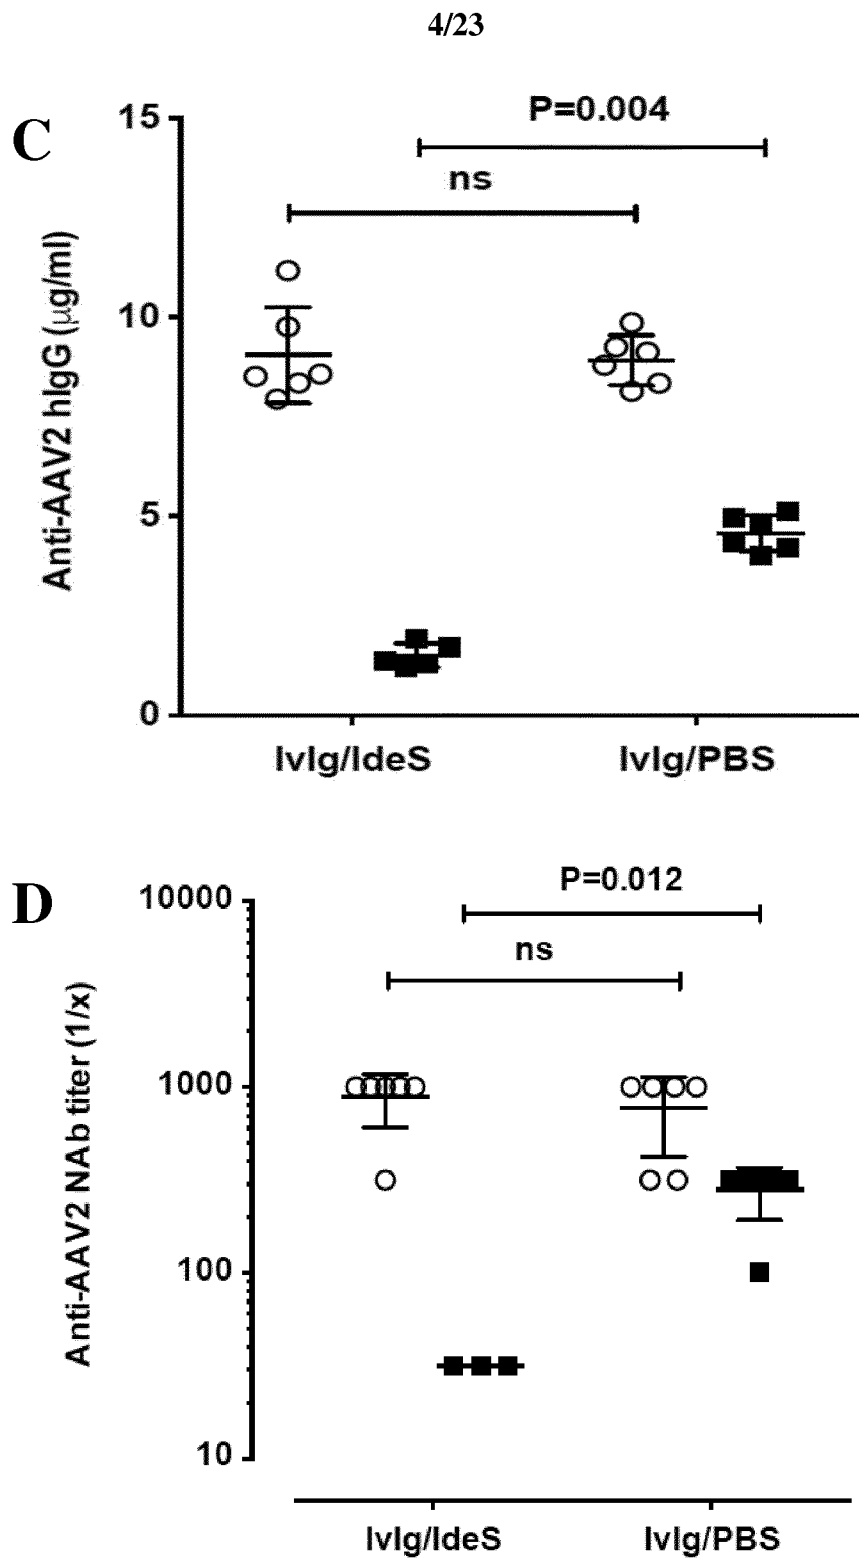 4/23
C
P=0.004
ns
Anti-AAV2 hIgG (μg/ml)
15
10
5
0
IvIg/IdeS IvIg/PBS
D
P=0.012
ns
Anti-AAV2 NAb titer (1/x)
10000
1000
100
10
IvIg/IdeS IvIg/PBS